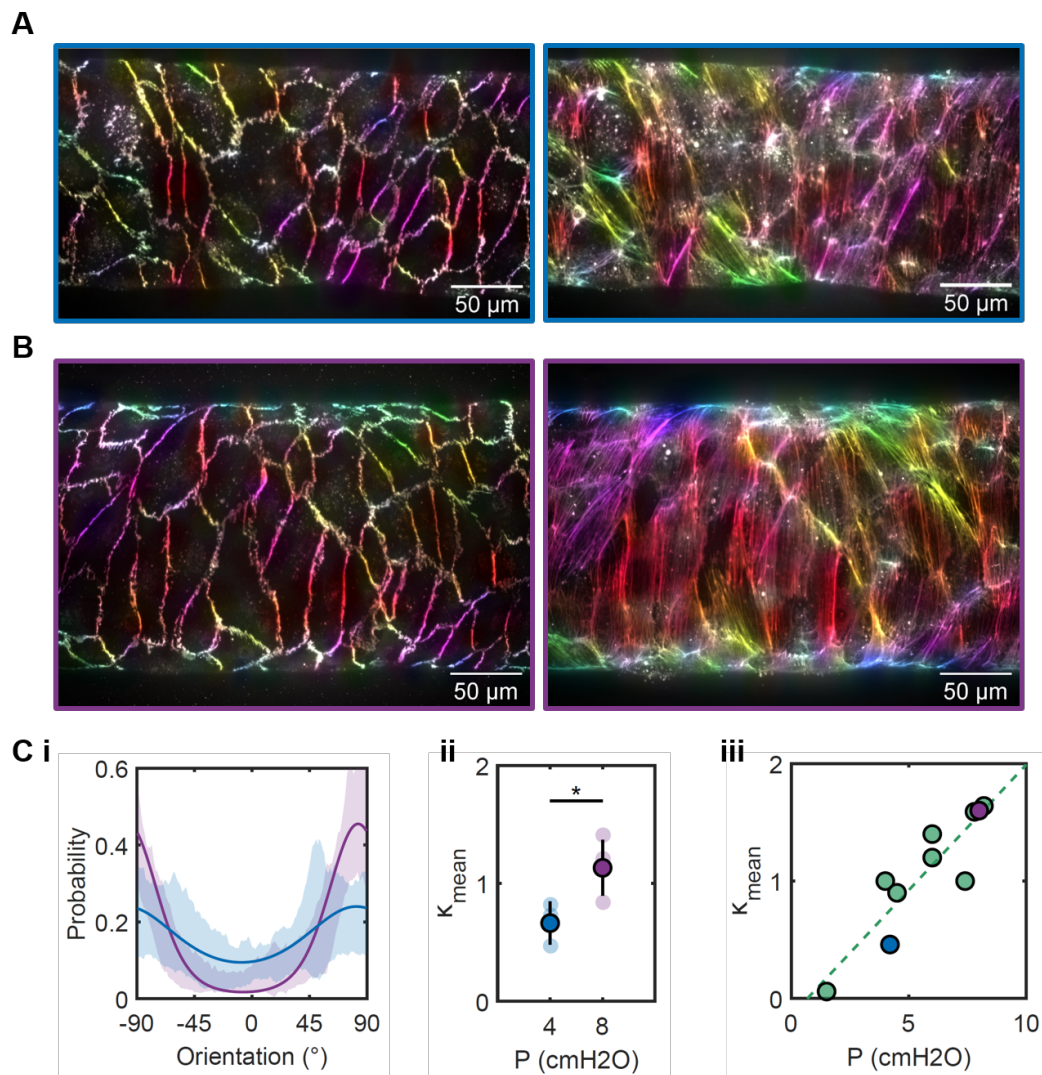 A
50 µm
50 µm
B
50 µm
50 µm
C i
ii
iii
0.6
0.4
0.2
0
Probability
-90
-45
0
45
90
Orientation (°)
2
1
0
κmean
*
4
8
P (cmH2O)
2
1
0
κmean
0
5
10
P (cmH2O)